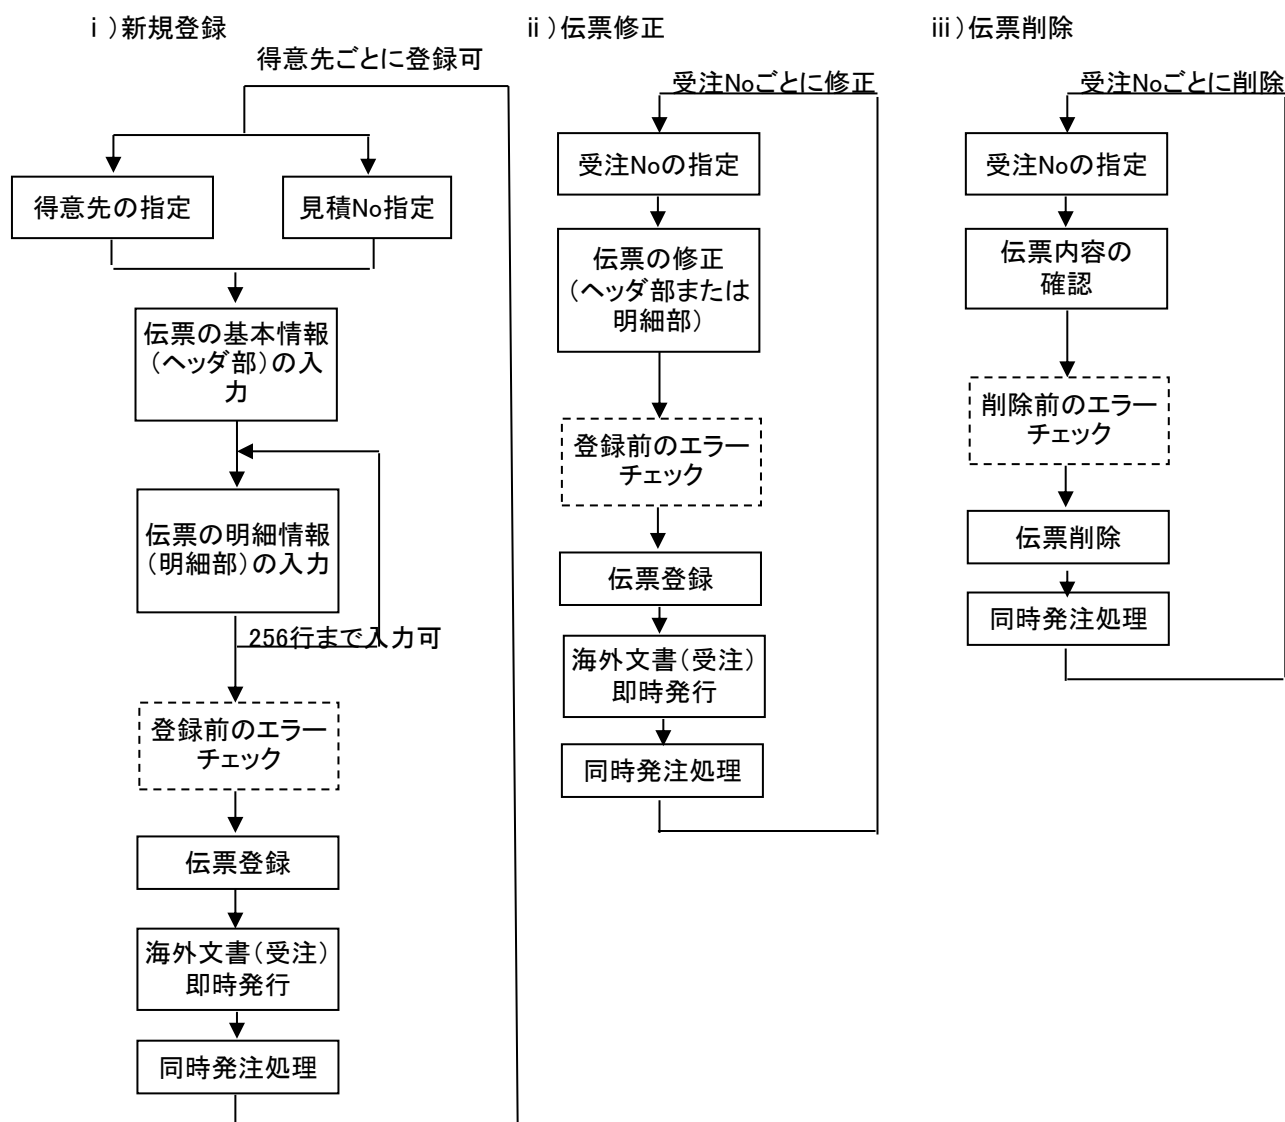 ⅰ）新規登録
得意先ごとに登録可
得意先の指定
見積No指定
伝票の基本情報
（ヘッダ部）の入
力
伝票の明細情報
（明細部）の入力
256行まで入力可
登録前のエラー
チェック
伝票登録
海外文書（受注）
即時発行
同時発注処理
ⅱ）伝票修正
受注Noごとに修正
受注Noの指定
伝票の修正
（ヘッダ部または
明細部）
登録前のエラー
チェック
伝票登録
海外文書（受注）
即時発行
同時発注処理
ⅲ）伝票削除
受注Noごとに削除
受注Noの指定
伝票内容の
確認
削除前のエラー
チェック
伝票削除
同時発注処理